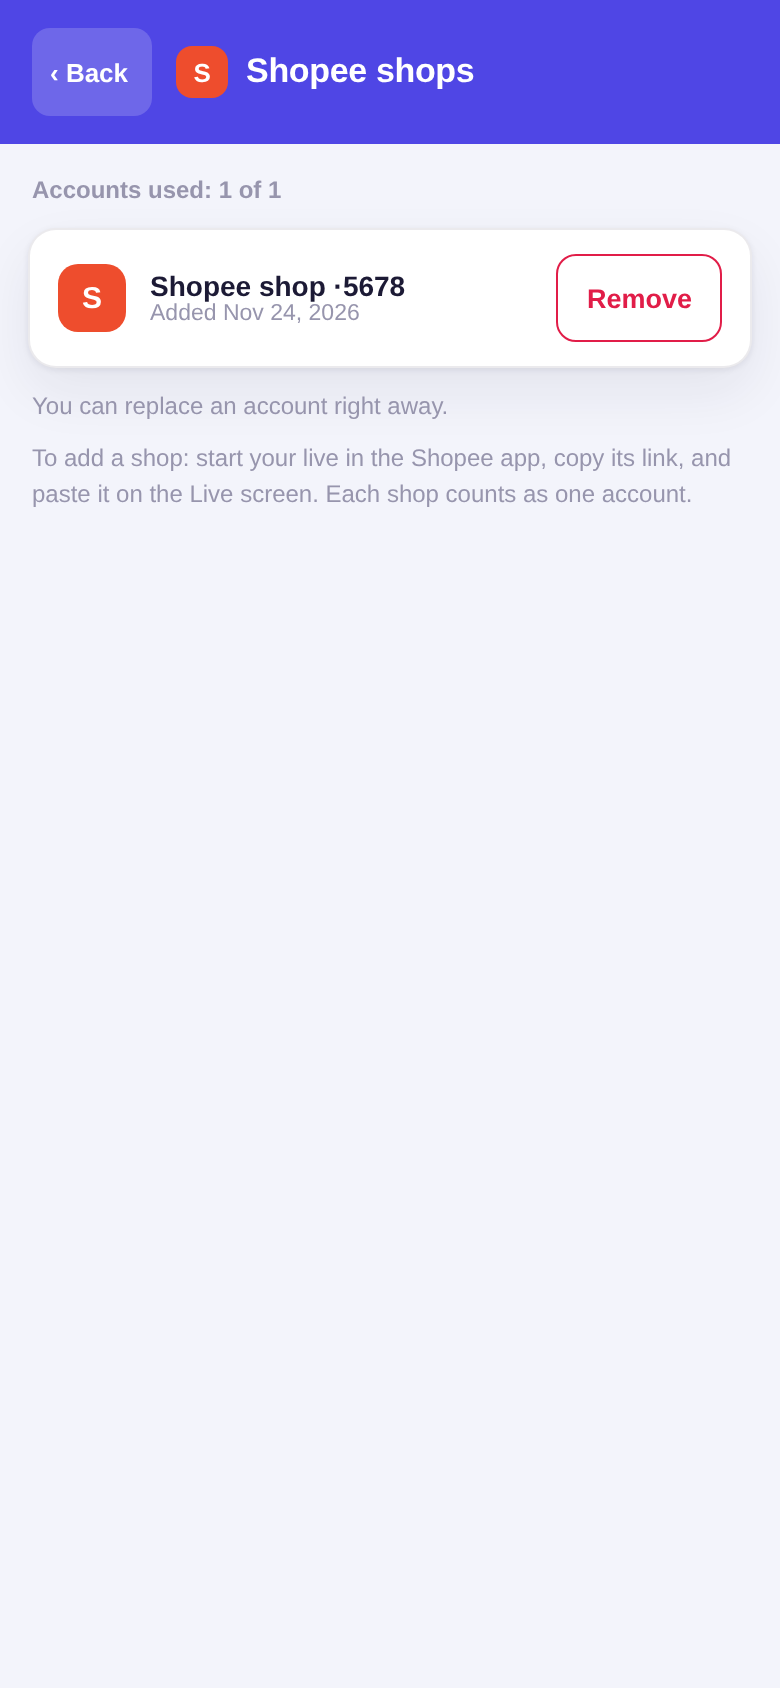 ‹ Back
S
Shopee shops
Accounts used: 1 of 1
S
Shopee shop ·5678
Added Nov 24, 2026
Remove
You can replace an account right away.
To add a shop: start your live in the Shopee app, copy its link, and
paste it on the Live screen. Each shop counts as one account.